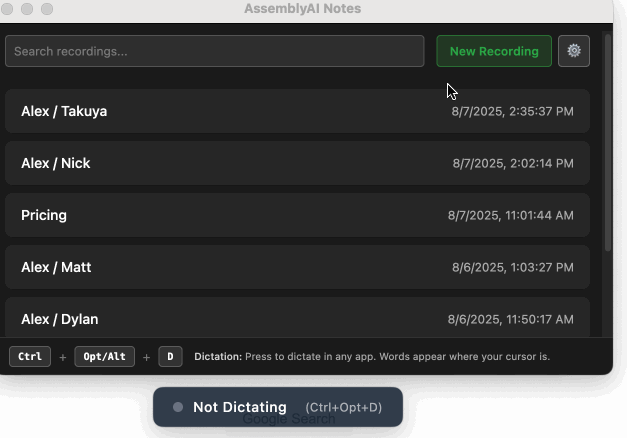 AssemblyAI Notes
Search recordings...
New Recording
Alex / Takuya 8/7/2025, 2:35:37 PM
Alex / Nick 8/7/2025, 2:02:14 PM
Pricing 8/7/2025, 11:01:44 AM
Alex / Matt 8/6/2025, 1:03:27 PM
Alex / Dylan 8/6/2025, 11:50:17 AM
Ctrl + Opt/Alt + D Dictation: Press to dictate in any app. Words appear where your cursor is.
Not Dictating (Ctrl+Opt+D)
Google Search